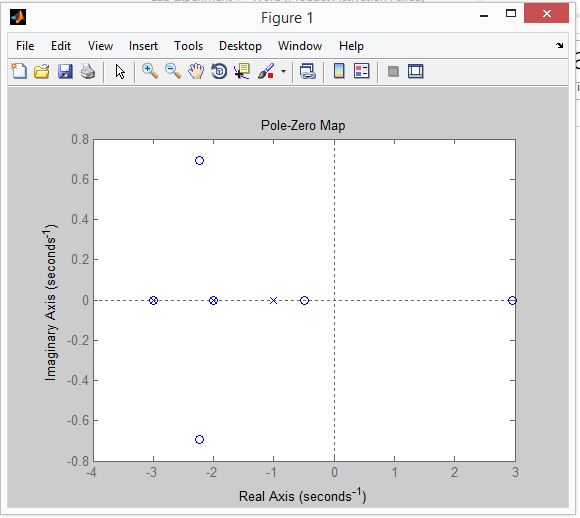 Figure 1
File Edit View Insert Tools Desktop Window Help
Pole-Zero Map
0.8
0.6
0.4
0.2
0
-0.2
-0.4
-0.6
-0.8
-4 -3 -2 -1 0 1 2 3
Imaginary Axis (seconds⁻¹)
Real Axis (seconds⁻¹)